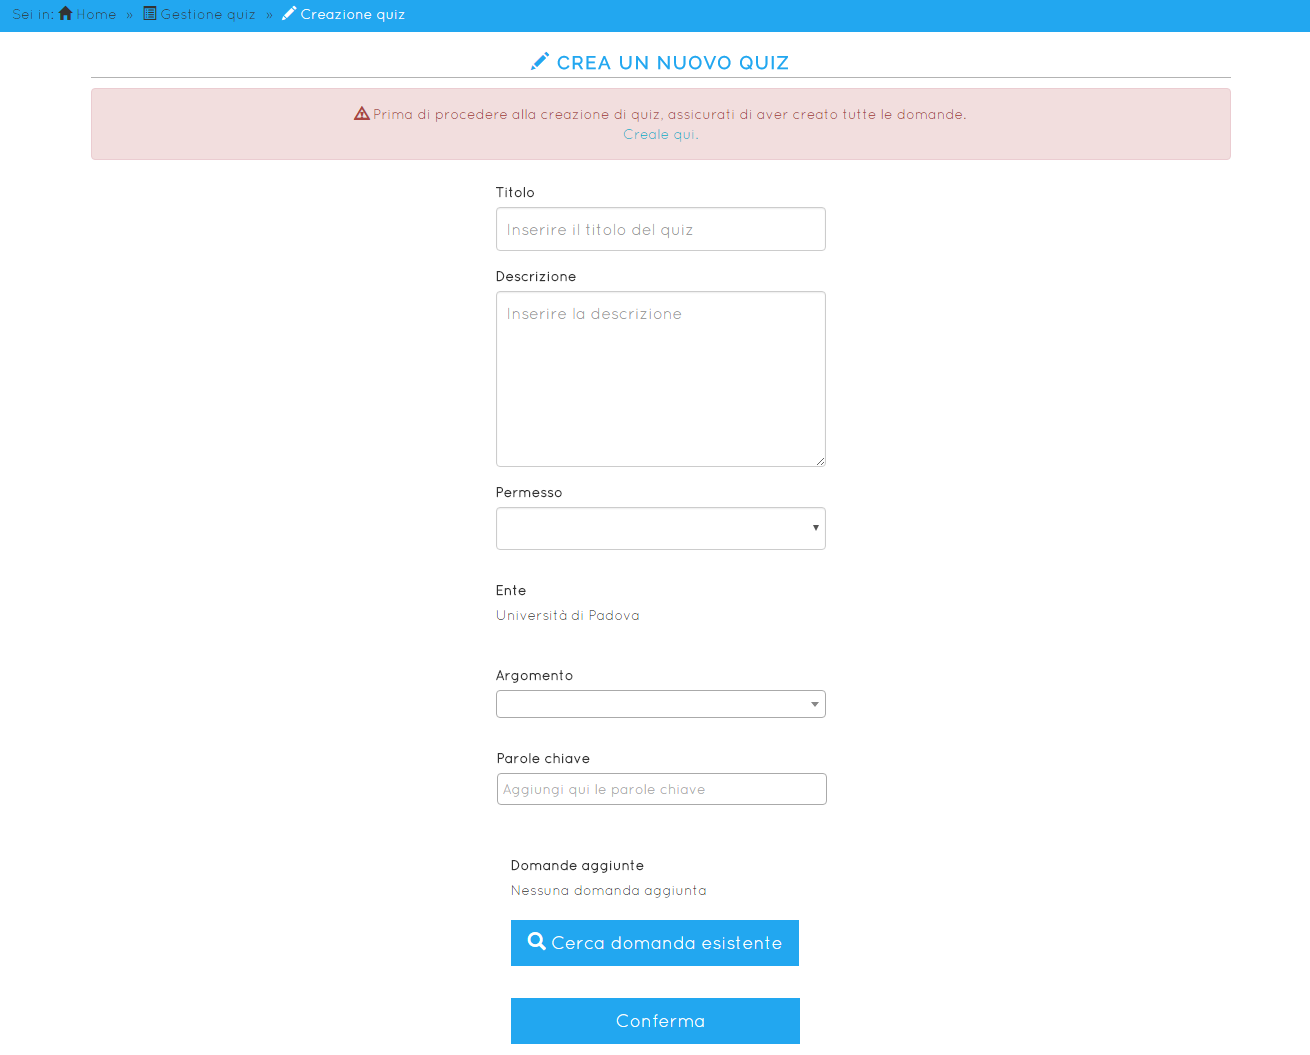 Sei in: Home » Gestione quiz » Creazione quiz
CREA UN NUOVO QUIZ
Prima di procedere alla creazione di quiz, assicurati di aver creato tutte le domande.
Creale qui.
Titolo
Inserire il titolo del quiz
Descrizione
Inserire la descrizione
Permesso
Ente
Università di Padova
Argomento
Parole chiave
Aggiungi qui le parole chiave
Domande aggiunte
Nessuna domanda aggiunta
Cerca domanda esistente
Conferma